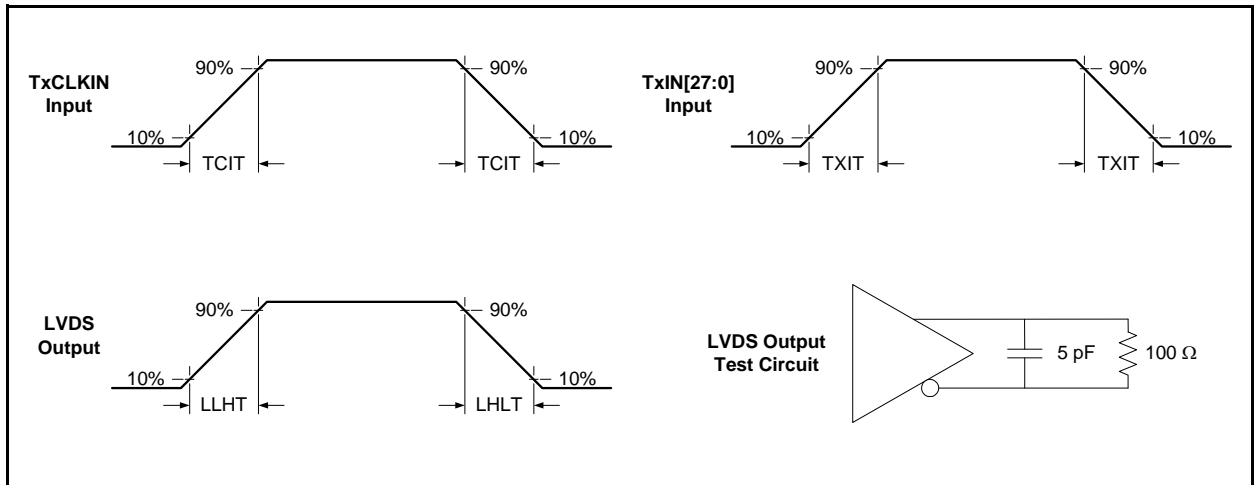 TxCLKIN
Input
90%
90%
10%
10%
TCIT
TCIT
TxIN[27:0]
Input
90%
90%
10%
10%
TXIT
TXIT
LVDS
Output
90%
90%
10%
10%
LLHT
LHLT
LVDS Output
Test Circuit
5 pF
100 Ω